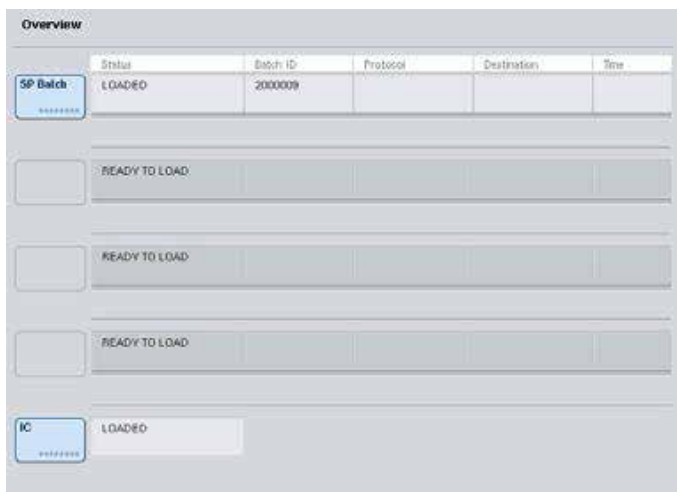 Overview
Status Batch ID Protocol Destination Time
SP Batch LOADED 2000009
READY TO LOAD
READY TO LOAD
READY TO LOAD
IC LOADED